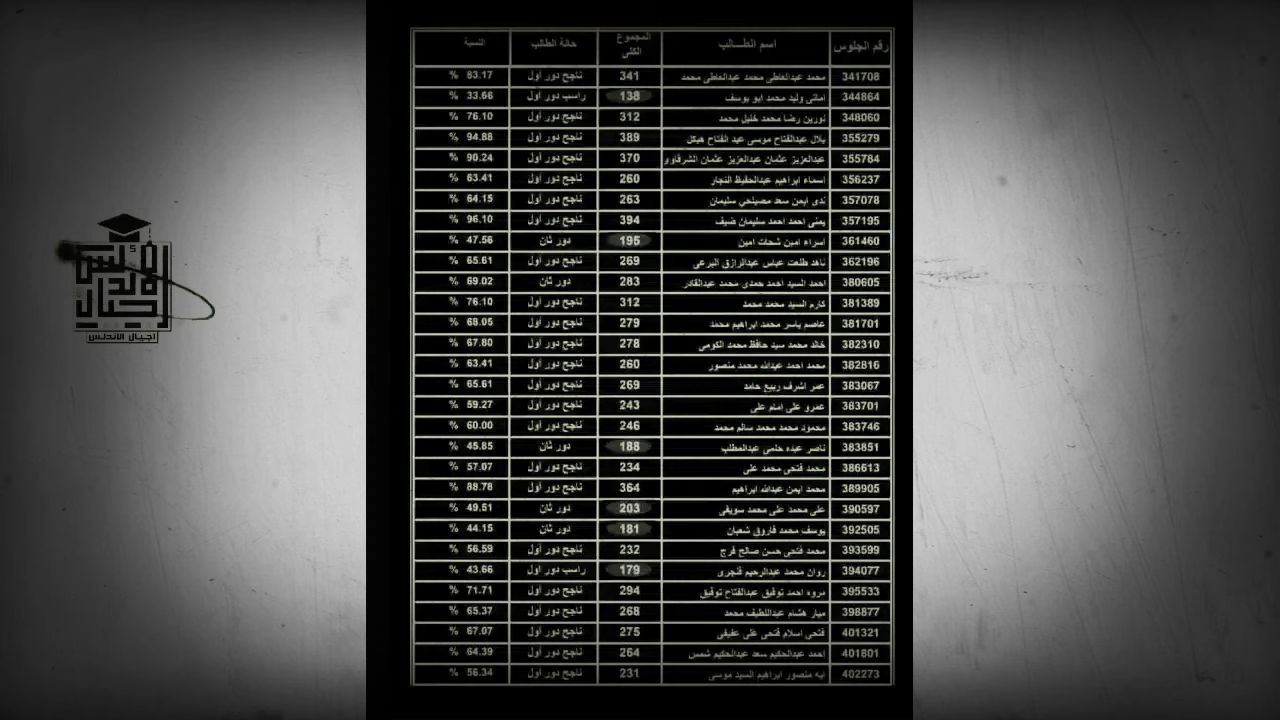 رقم الجلوس اسم الطـــالب المجموع الكلى حالة الطالب النسبة
341708 محمد عبدالعاطى محمد عبدالعاطى محمد 341 ناجح دور أول 83.17 %
344864 امانى وليد محمد ابو يوسف 138 راسب دور أول 33.66 %
348060 نورين رضا محمد خليل محمد 312 ناجح دور أول 76.10 %
355279 بلال عبدالفتاح موسى عبد الفتاح هيكل 389 ناجح دور أول 94.88 %
355784 عبدالعزيز عثمان عبدالعزيز عثمان الشرقاوى 370 ناجح دور أول 90.24 %
356237 اسماء ابراهيم عبدالحفيظ النجار 260 ناجح دور أول 63.41 %
357078 ندى ايمن سعد مصيلحي سليمان 263 ناجح دور أول 64.15 %
357195 يمنى احمد احمد سليمان ضيف 394 ناجح دور أول 96.10 %
361460 اسراء امين شحات امين 195 دور ثان 47.56 %
362196 ناهد طلعت عباس عبدالرازق البرعى 269 ناجح دور أول 65.61 %
380605 احمد السيد احمد حمدى محمد عبدالقادر 283 دور ثان 69.02 %
381389 كارم السيد محمد محمد 312 ناجح دور أول 76.10 %
381701 عاصم ياسر محمد ابراهيم محمد 279 ناجح دور أول 68.05 %
382310 خالد محمد سيد حافظ محمد الكومى 278 ناجح دور أول 67.80 %
382816 محمد احمد عبدالله محمد منصور 260 ناجح دور أول 63.41 %
383067 عمر اشرف ربيع حامد 269 ناجح دور أول 65.61 %
383701 عمرو على امام على 243 ناجح دور أول 59.27 %
383746 محمود محمد محمد سالم محمد 246 ناجح دور أول 60.00 %
383851 ناصر عبده حلمى عبدالمطلب 188 دور ثان 45.85 %
386613 محمد فتحى محمد على 234 ناجح دور أول 57.07 %
389905 محمد ايمن عبدالله ابراهيم 364 ناجح دور أول 88.78 %
390597 على محمد على محمد سويفى 203 دور ثان 49.51 %
392505 يوسف محمد فاروق شعبان 181 دور ثان 44.15 %
393599 محمد فتحى حسن صالح فرج 232 ناجح دور أول 56.59 %
394077 روان محمد عبدالرحيم قنجرى 179 راسب دور أول 43.66 %
395533 مروه احمد توفيق عبدالفتاح توفيق 294 ناجح دور أول 71.71 %
398877 ميار هشام عبداللطيف محمد 268 ناجح دور أول 65.37 %
401321 فتحى اسلام فتحى على عفيفى 275 ناجح دور أول 67.07 %
401801 احمد عبدالحكيم سعد عبدالحكيم شمس 264 ناجح دور أول 64.39 %
402273 ايه منصور ابراهيم السيد موسى 231 ناجح دور أول 56.34 %
اجيال الأندلس